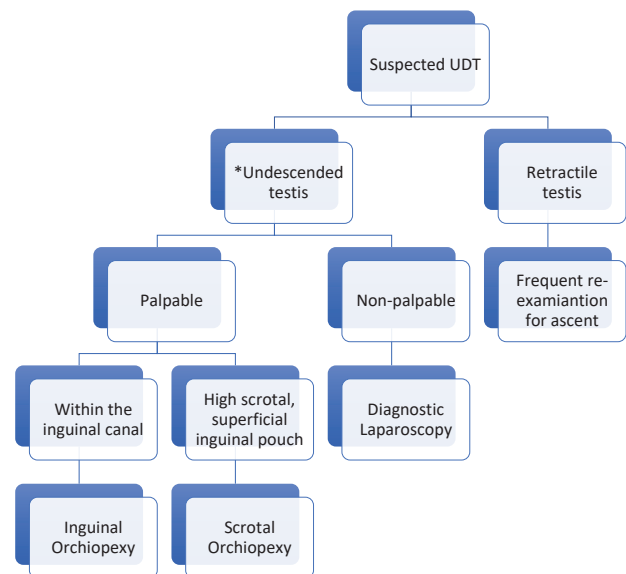 Suspected UDT
*Undescended
testis
Retractile
testis
Palpable
Non-palpable
Frequent re-
examiantion
for ascent
Within the
inguinal canal
High scrotal,
superficial
inguinal pouch
Diagnostic
Laparoscopy
Inguinal
Orchiopexy
Scrotal
Orchiopexy